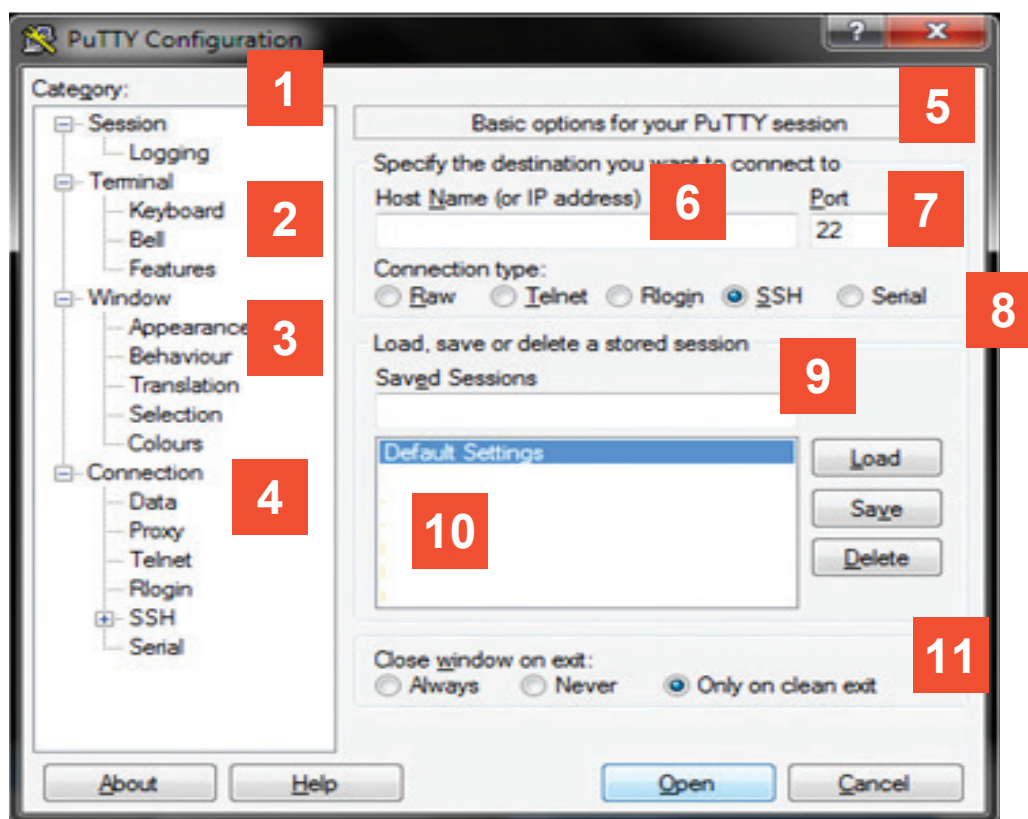 PuTTY Configuration
?
X
1
Category:
Session
Logging
Terminal
Keyboard
Bell
Features
2
Window
Appearance
Behaviour
Translation
Selection
Colours
3
Connection
Data
Proxy
Telnet
Rlogin
SSH
Serial
4
Basic options for your PuTTY session
5
Specify the destination you want to connect to
Host Name (or IP address)
6
Port
22
7
Connection type:
Raw Telnet Rlogin SSH Serial
8
Load, save or delete a stored session
Saved Sessions
9
Default Settings
10
Load
Save
Delete
Close window on exit:
Always Never Only on clean exit
11
About Help Open Cancel